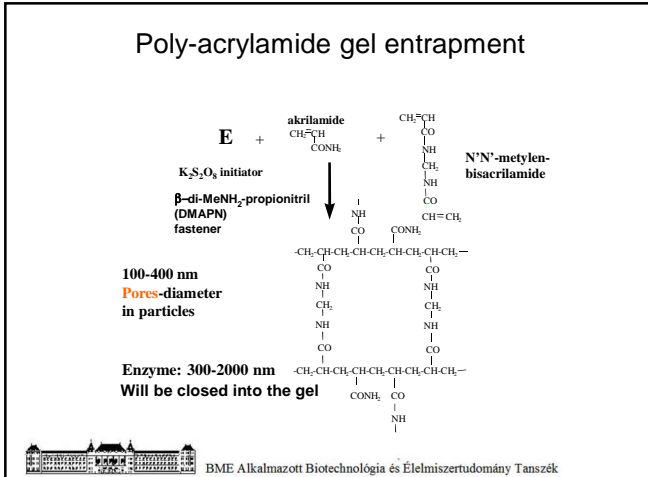 Poly-acrylamide gel entrapment
E + akrilamide +
CH₂=CH
CONH₂
CH₂=CH
CO
NH
CH₂
NH
CO
CH=CH₂
N'N'-metylen-
bisacrilamide
K₂S₂O₈ initiator
β–di-MeNH₂-propionitril
(DMAPN)
fastener
NH
CO
CONH₂
-CH₂-CH-CH₂-CH-CH₂-CH-CH₂-CH-CH₂—
CO
NH
CH₂
NH
CO
CO
NH
CH₂
NH
CO
100-400 nm
Pores-diameter
in particles
Enzyme: 300-2000 nm
Will be closed into the gel
-CH₂-CH-CH₂-CH-CH₂-CH-CH₂-CH-CH₂—
CONH₂
CO
NH
BME Alkalmazott Biotechnológia és Élelmiszertudomány Tanszék